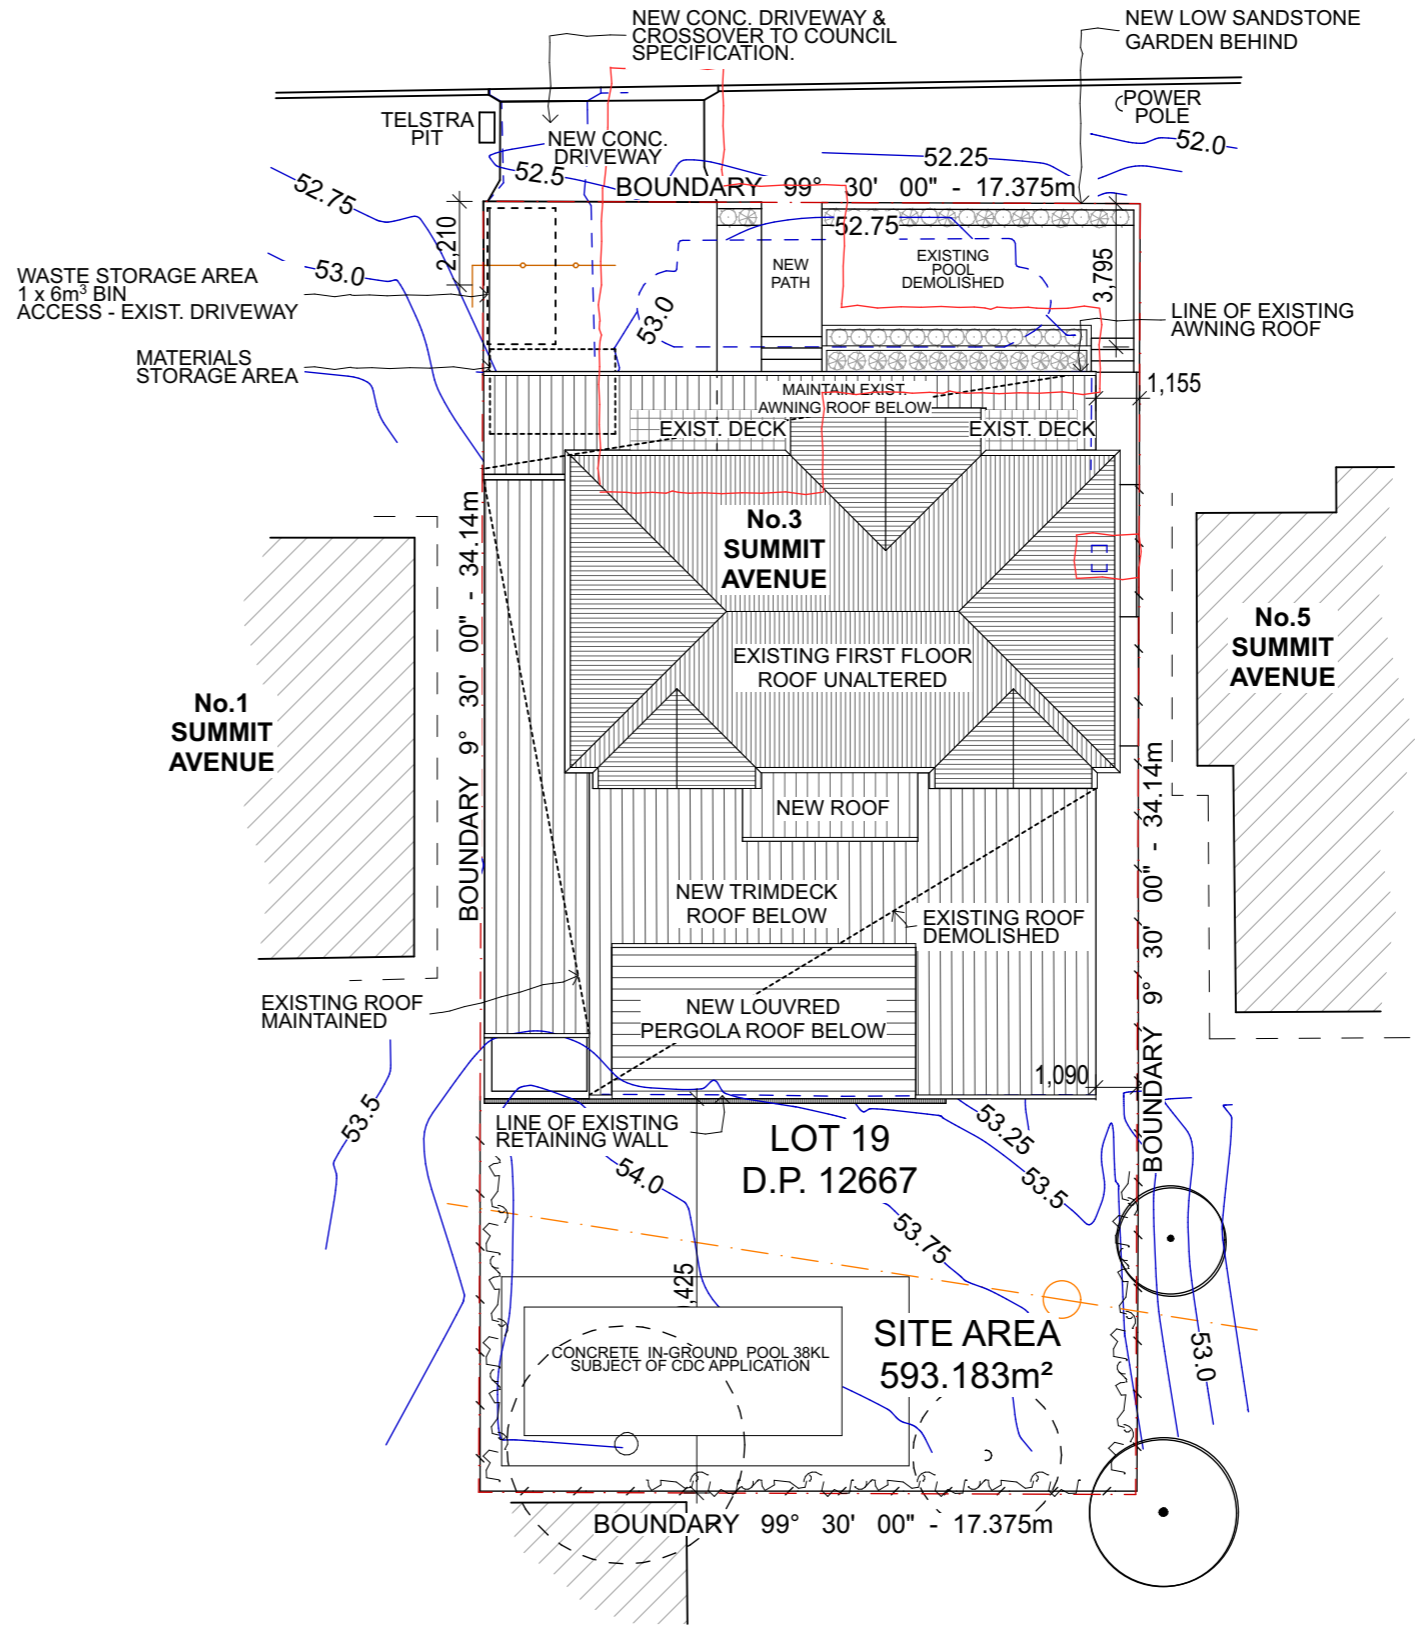 NEW CONC. DRIVEWAY &
CROSSOVER TO COUNCIL
SPECIFICATION.
NEW LOW SANDSTONE
GARDEN BEHIND
TELSTRA
PIT
POWER
POLE
NEW CONC.
DRIVEWAY
52.0
52.25
52.5
BOUNDARY 99° 30' 00" - 17.375m
52.75
2,210
52.75
53.0
NEW
PATH
EXISTING
POOL
DEMOLISHED
3,795
WASTE STORAGE AREA
1 x 6m³ BIN
ACCESS - EXIST. DRIVEWAY
53.0
LINE OF EXISTING
AWNING ROOF
MATERIALS
STORAGE AREA
MAINTAIN EXIST.
AWNING ROOF BELOW
1,155
EXIST. DECK
EXIST. DECK
No.3
SUMMIT
AVENUE
BOUNDARY 9° 30' 00" - 34.14m
EXISTING FIRST FLOOR
ROOF UNALTERED
No.5
SUMMIT
AVENUE
No.1
SUMMIT
AVENUE
NEW ROOF
BOUNDARY 9° 30' 00" - 34.14m
NEW TRIMDECK
ROOF BELOW
EXISTING ROOF
DEMOLISHED
EXISTING ROOF
MAINTAINED
NEW LOUVRED
PERGOLA ROOF BELOW
1,090
53.5
LINE OF EXISTING
RETAINING WALL
53.25
LOT 19
D.P. 12667
54.0
53.5
53.75
SITE AREA
593.183m²
53.0
CONCRETE IN-GROUND POOL 38KL
SUBJECT OF CDC APPLICATION
BOUNDARY 99° 30' 00" - 17.375m